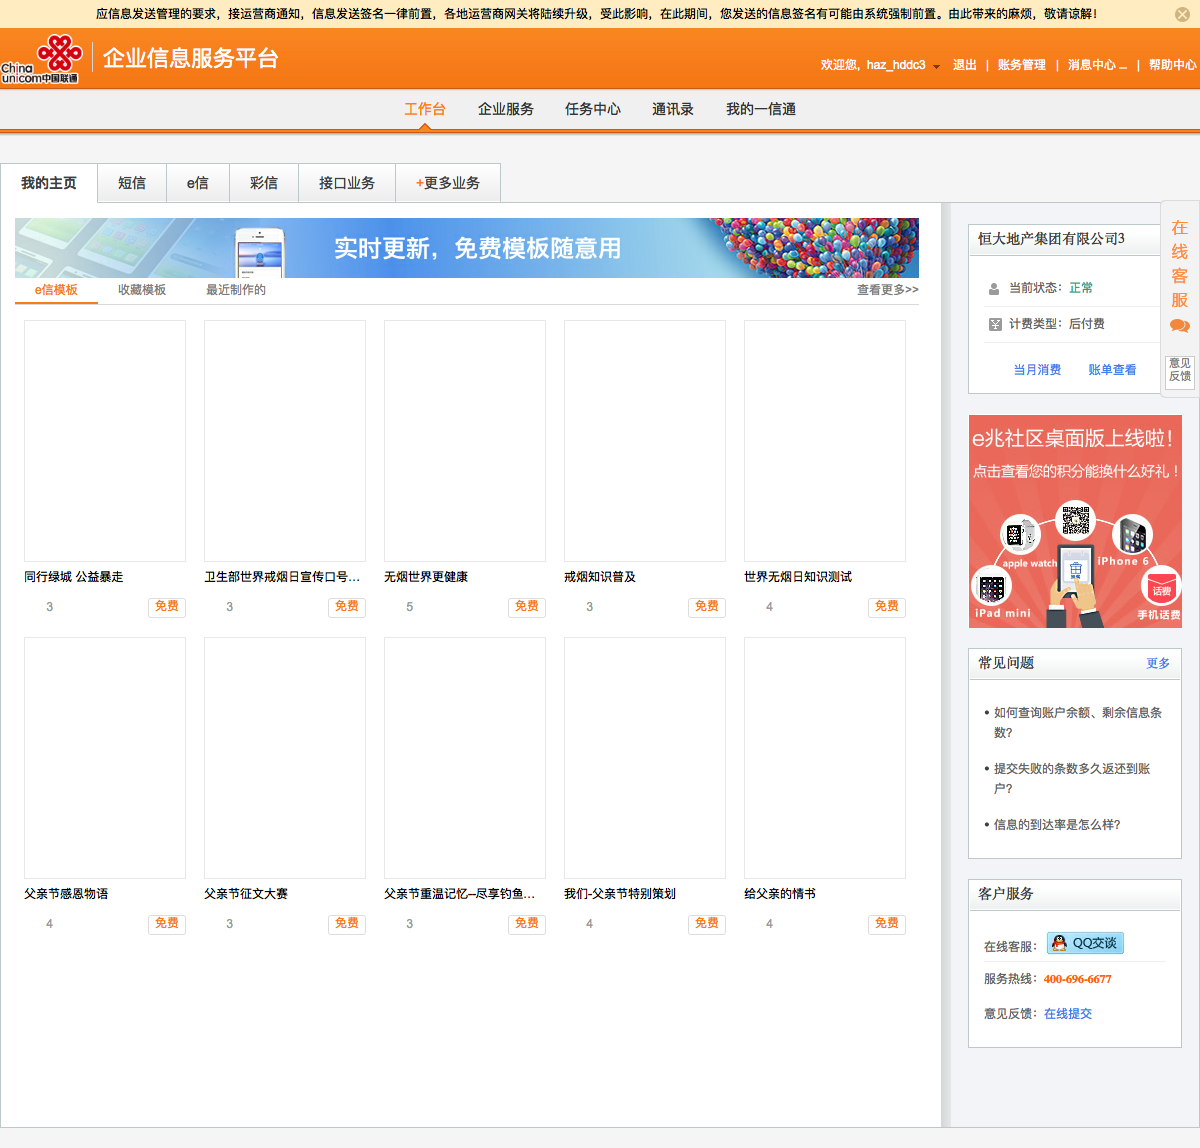 应信息发送管理的要求，接运营商通知，信息发送签名一律前置，各地运营商网关将陆续升级，受此影响，在此期间，您发送的信息签名有可能由系统强制前置。由此带来的麻烦，敬请谅解！
China
unicom中国联通
企业信息服务平台
欢迎您, haz_hddc3 退出 | 账务管理 | 消息中心 ... | 帮助中心
工作台 企业服务 任务中心 通讯录 我的一信通
我的主页 短信 e信 彩信 接口业务 +更多业务
实时更新，免费模板随意用
e信模板 收藏模板 最近制作的 查看更多>>
同行绿城 公益暴走 卫生部世界戒烟日宣传口号... 无烟世界更健康 戒烟知识普及 世界无烟日知识测试
3 免费 3 免费 5 免费 3 免费 4 免费
父亲节感恩物语 父亲节征文大赛 父亲节重温记忆--尽享钓鱼... 我们-父亲节特别策划 给父亲的情书
4 免费 3 免费 3 免费 4 免费 4 免费
恒大地产集团有限公司3
当前状态： 正常
计费类型： 后付费
当月消费 账单查看
在
线
客
服
意见
反馈
e兆社区桌面版上线啦！
点击查看您的积分能换什么好礼！
apple watch
iPhone 6
iPad mini
话费
手机话费
常见问题 更多
• 如何查询账户余额、剩余信息条
数?
• 提交失败的条数多久返还到账
户?
• 信息的到达率是怎么样?
客户服务
在线客服： QQ交谈
服务热线： 400-696-6677
意见反馈： 在线提交